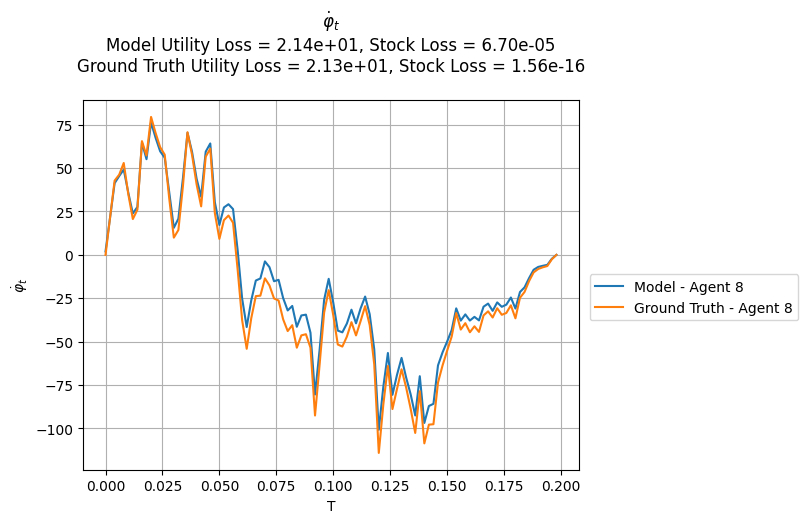 φ̇ₜ
Model Utility Loss = 2.14e+01, Stock Loss = 6.70e-05
Ground Truth Utility Loss = 2.13e+01, Stock Loss = 1.56e-16
φ̇ₜ
75
50
25
0
−25
−50
−75
−100
0.000 0.025 0.050 0.075 0.100 0.125 0.150 0.175 0.200
T
Model - Agent 8
Ground Truth - Agent 8